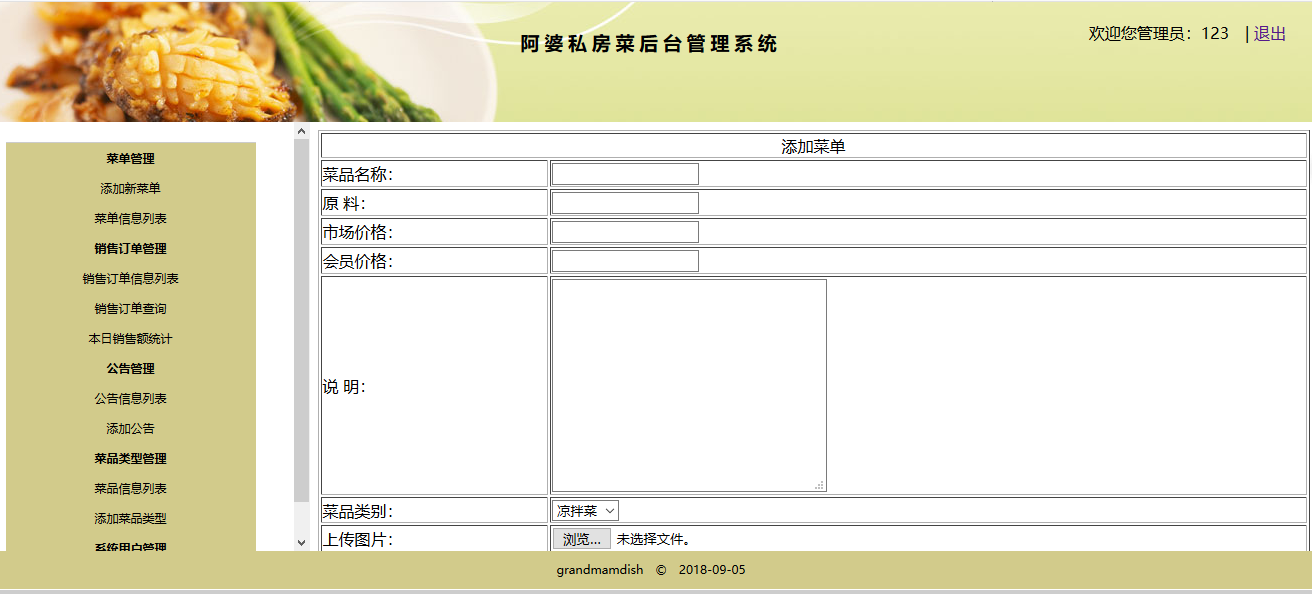 阿婆私房菜后台管理系统
欢迎您管理员：123 | 退出
菜单管理
添加新菜单
菜单信息列表
销售订单管理
销售订单信息列表
销售订单查询
本日销售额统计
公告管理
公告信息列表
添加公告
菜品类型管理
菜品信息列表
添加菜品类型
系统用户管理
添加菜单
菜品名称：
原 料：
市场价格：
会员价格：
说 明：
菜品类别： 凉拌菜
上传图片： 浏览... 未选择文件。
grandmamdish © 2018-09-05